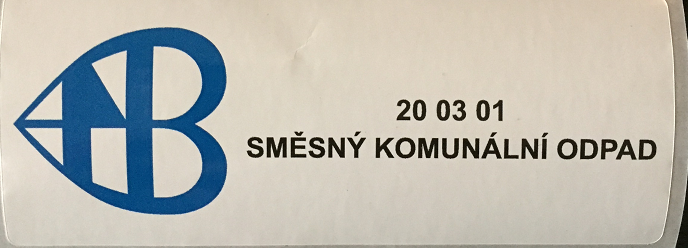 20 03 01
SMĚSNÝ KOMUNÁLNÍ ODPAD